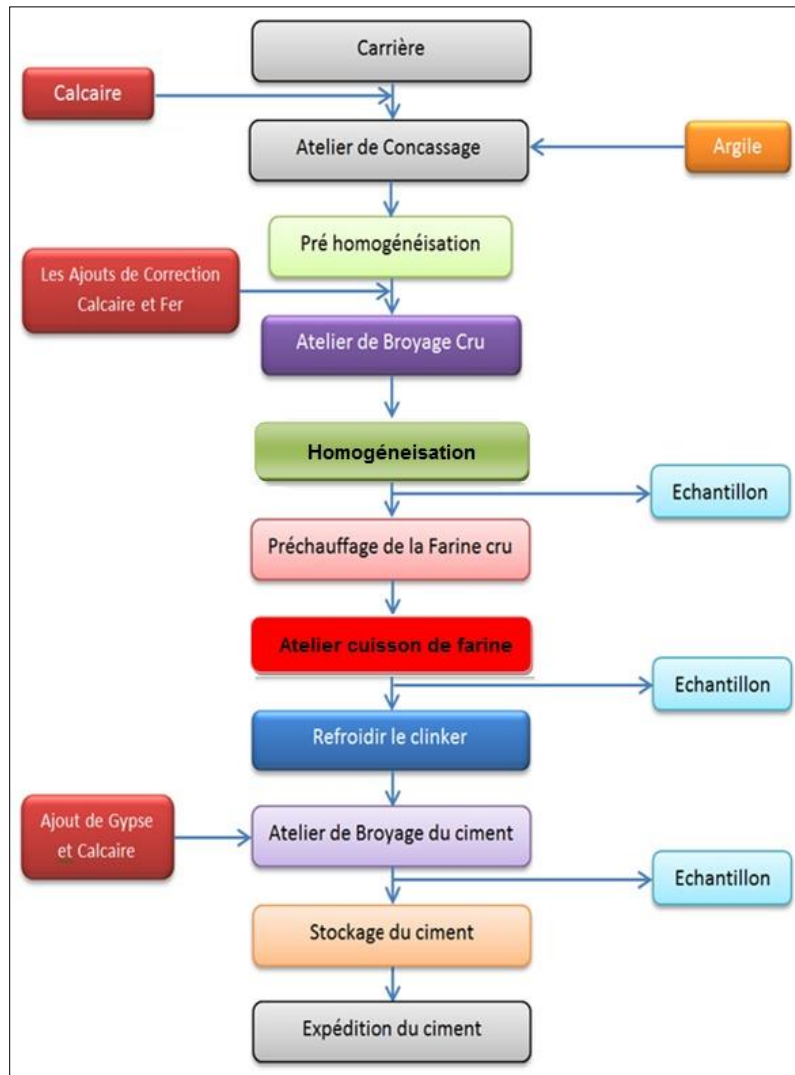 Carrière
Calcaire
Atelier de Concassage
Argile
Pré homogénéisation
Les Ajouts de Correction
Calcaire et Fer
Atelier de Broyage Cru
Homogéneisation
Echantillon
Préchauffage de la Farine cru
Atelier cuisson de farine
Echantillon
Refroidir le clinker
Ajout de Gypse
et Calcaire
Atelier de Broyage du ciment
Echantillon
Stockage du ciment
Expédition du ciment